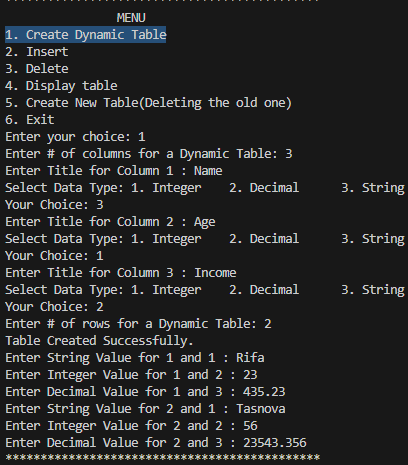 *********************************************
MENU
1. Create Dynamic Table
2. Insert
3. Delete
4. Display table
5. Create New Table(Deleting the old one)
6. Exit
Enter your choice: 1
Enter # of columns for a Dynamic Table: 3
Enter Title for Column 1 : Name
Select Data Type: 1. Integer    2. Decimal      3. String
Your Choice: 3
Enter Title for Column 2 : Age
Select Data Type: 1. Integer    2. Decimal      3. String
Your Choice: 1
Enter Title for Column 3 : Income
Select Data Type: 1. Integer    2. Decimal      3. String
Your Choice: 2
Enter # of rows for a Dynamic Table: 2
Table Created Successfully.
Enter String Value for 1 and 1 : Rifa
Enter Integer Value for 1 and 2 : 23
Enter Decimal Value for 1 and 3 : 435.23
Enter String Value for 2 and 1 : Tasnova
Enter Integer Value for 2 and 2 : 56
Enter Decimal Value for 2 and 3 : 23543.356
*********************************************